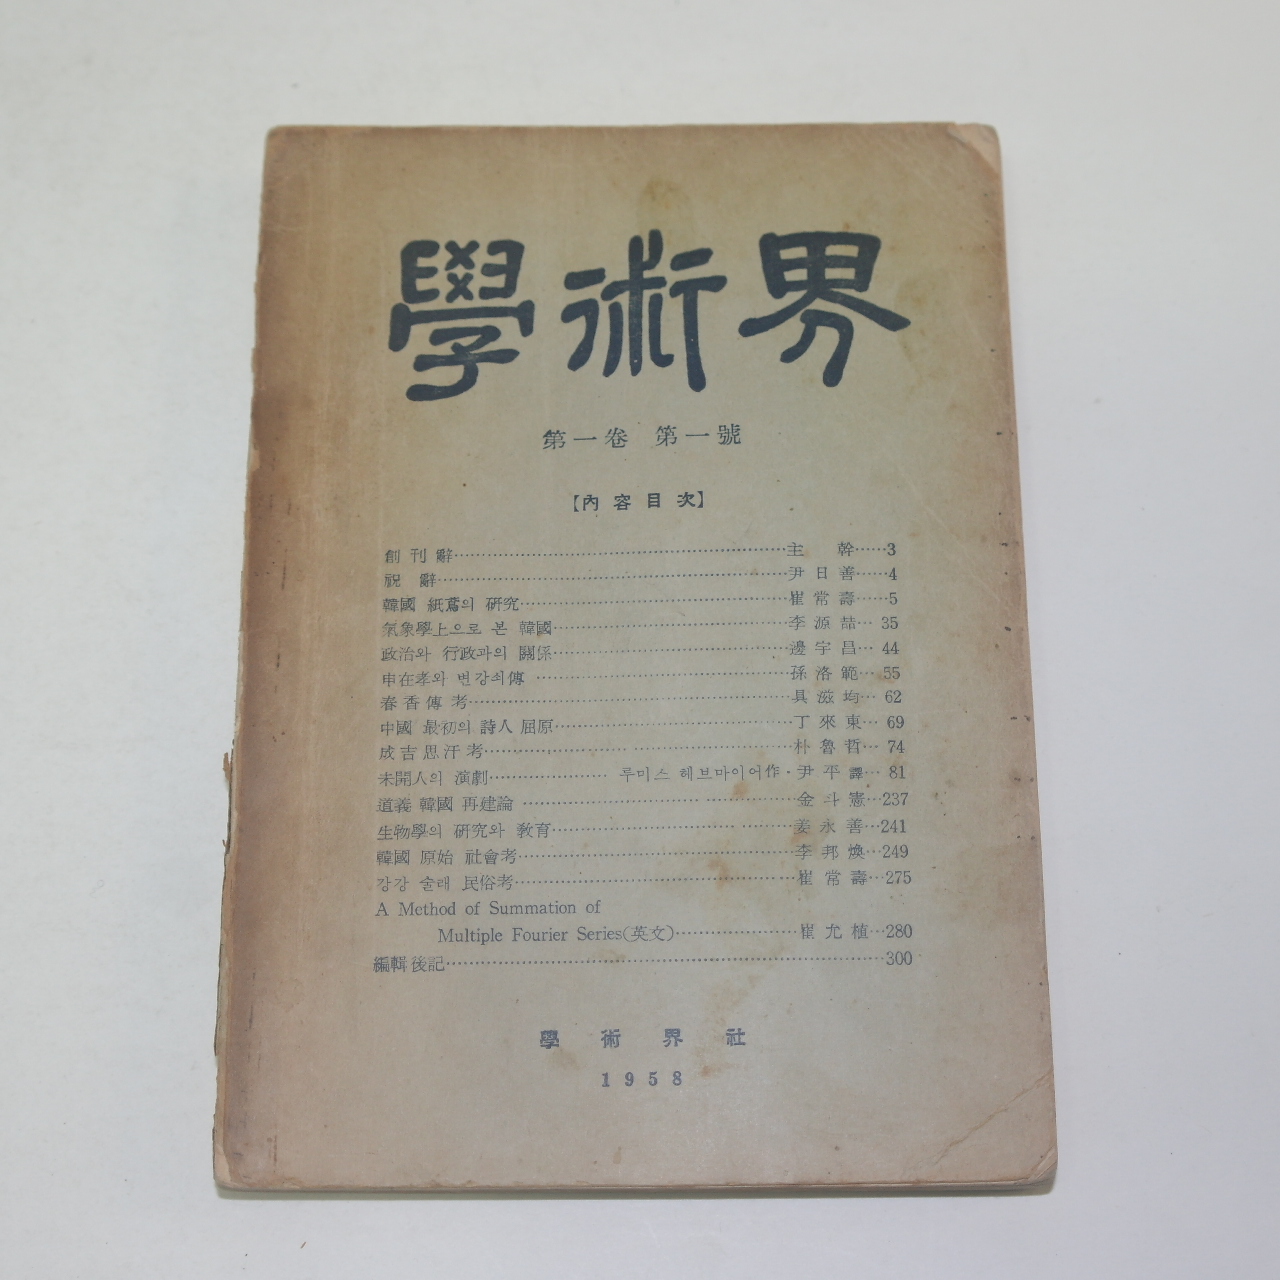 學術界
第一卷 第一號
【內容目次】
創刊辭……主幹……3
祝辭……尹日善……4
韓國 紙鳶의 硏究……崔常壽……5
氣象學上으로 본 韓國……李源喆… 35
政治와 行政과의 關係……邊宇昌… 44
申在孝와 변강쇠傳……孫洛範… 55
春香傳考……具滋均… 62
中國 最初의 詩人 屈原……丁來東… 69
成吉思汗考……朴魯哲… 74
未開人의 演劇……루미스 헤브마이어作・尹平譯… 81
道義 韓國 再建論……金斗憲…237
生物學의 硏究와 敎育……姜永善…241
韓國 原始 社會考……李邦煥…249
강강 술래 民俗考……崔常壽…275
A Method of Summation of
Multiple Fourier Series(英文)……崔允植…280
編輯後記……300
學術界社
1958